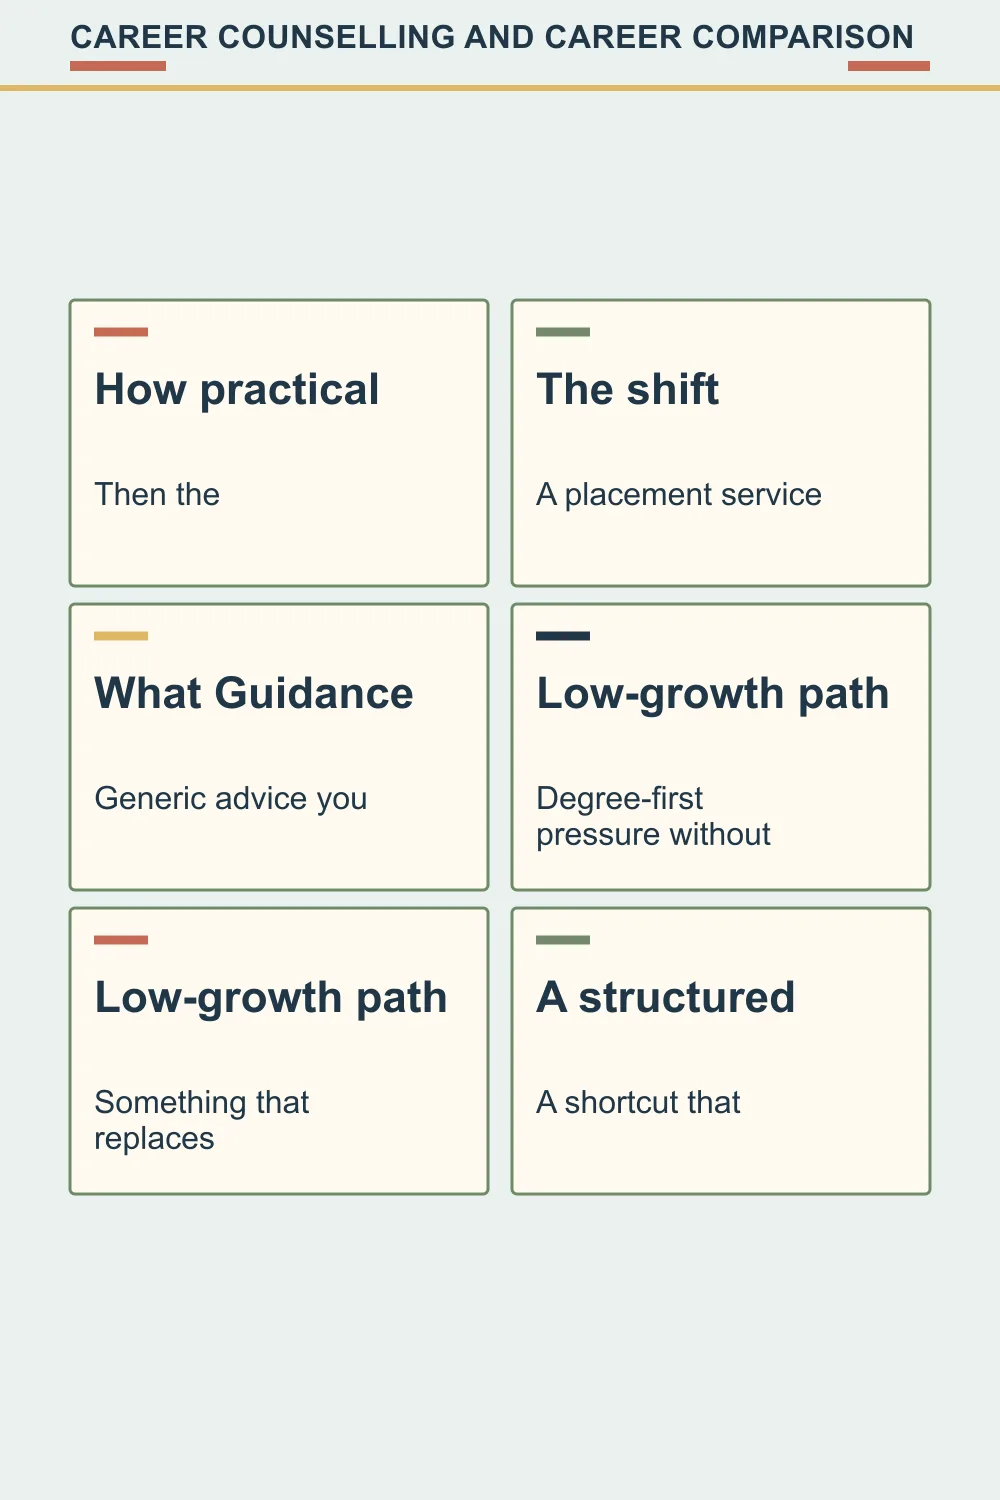 CAREER COUNSELLING AND CAREER COMPARISON
How practical
Then the
The shift
A placement service
What Guidance
Generic advice you
Low-growth path
Degree-first
pressure without
Low-growth path
Something that
replaces
A structured
A shortcut that